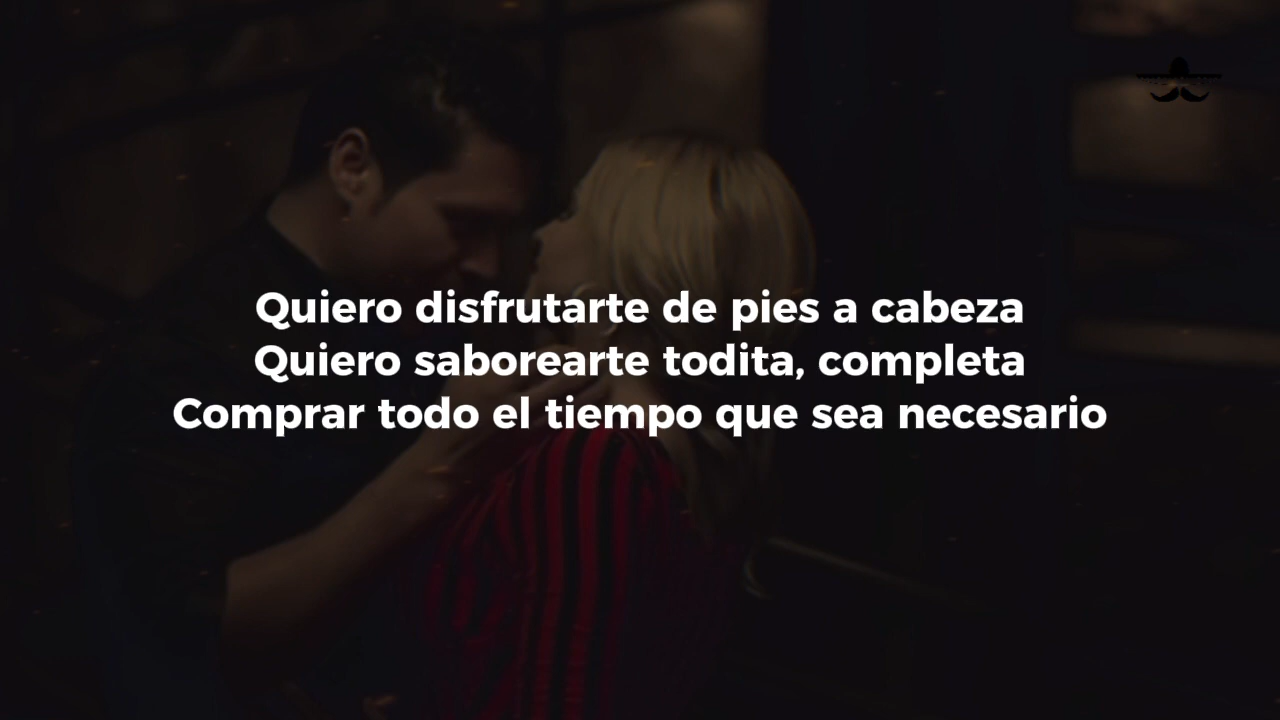 Quiero disfrutarte de pies a cabeza
Quiero saborearte todita, completa
Comprar todo el tiempo que sea necesario